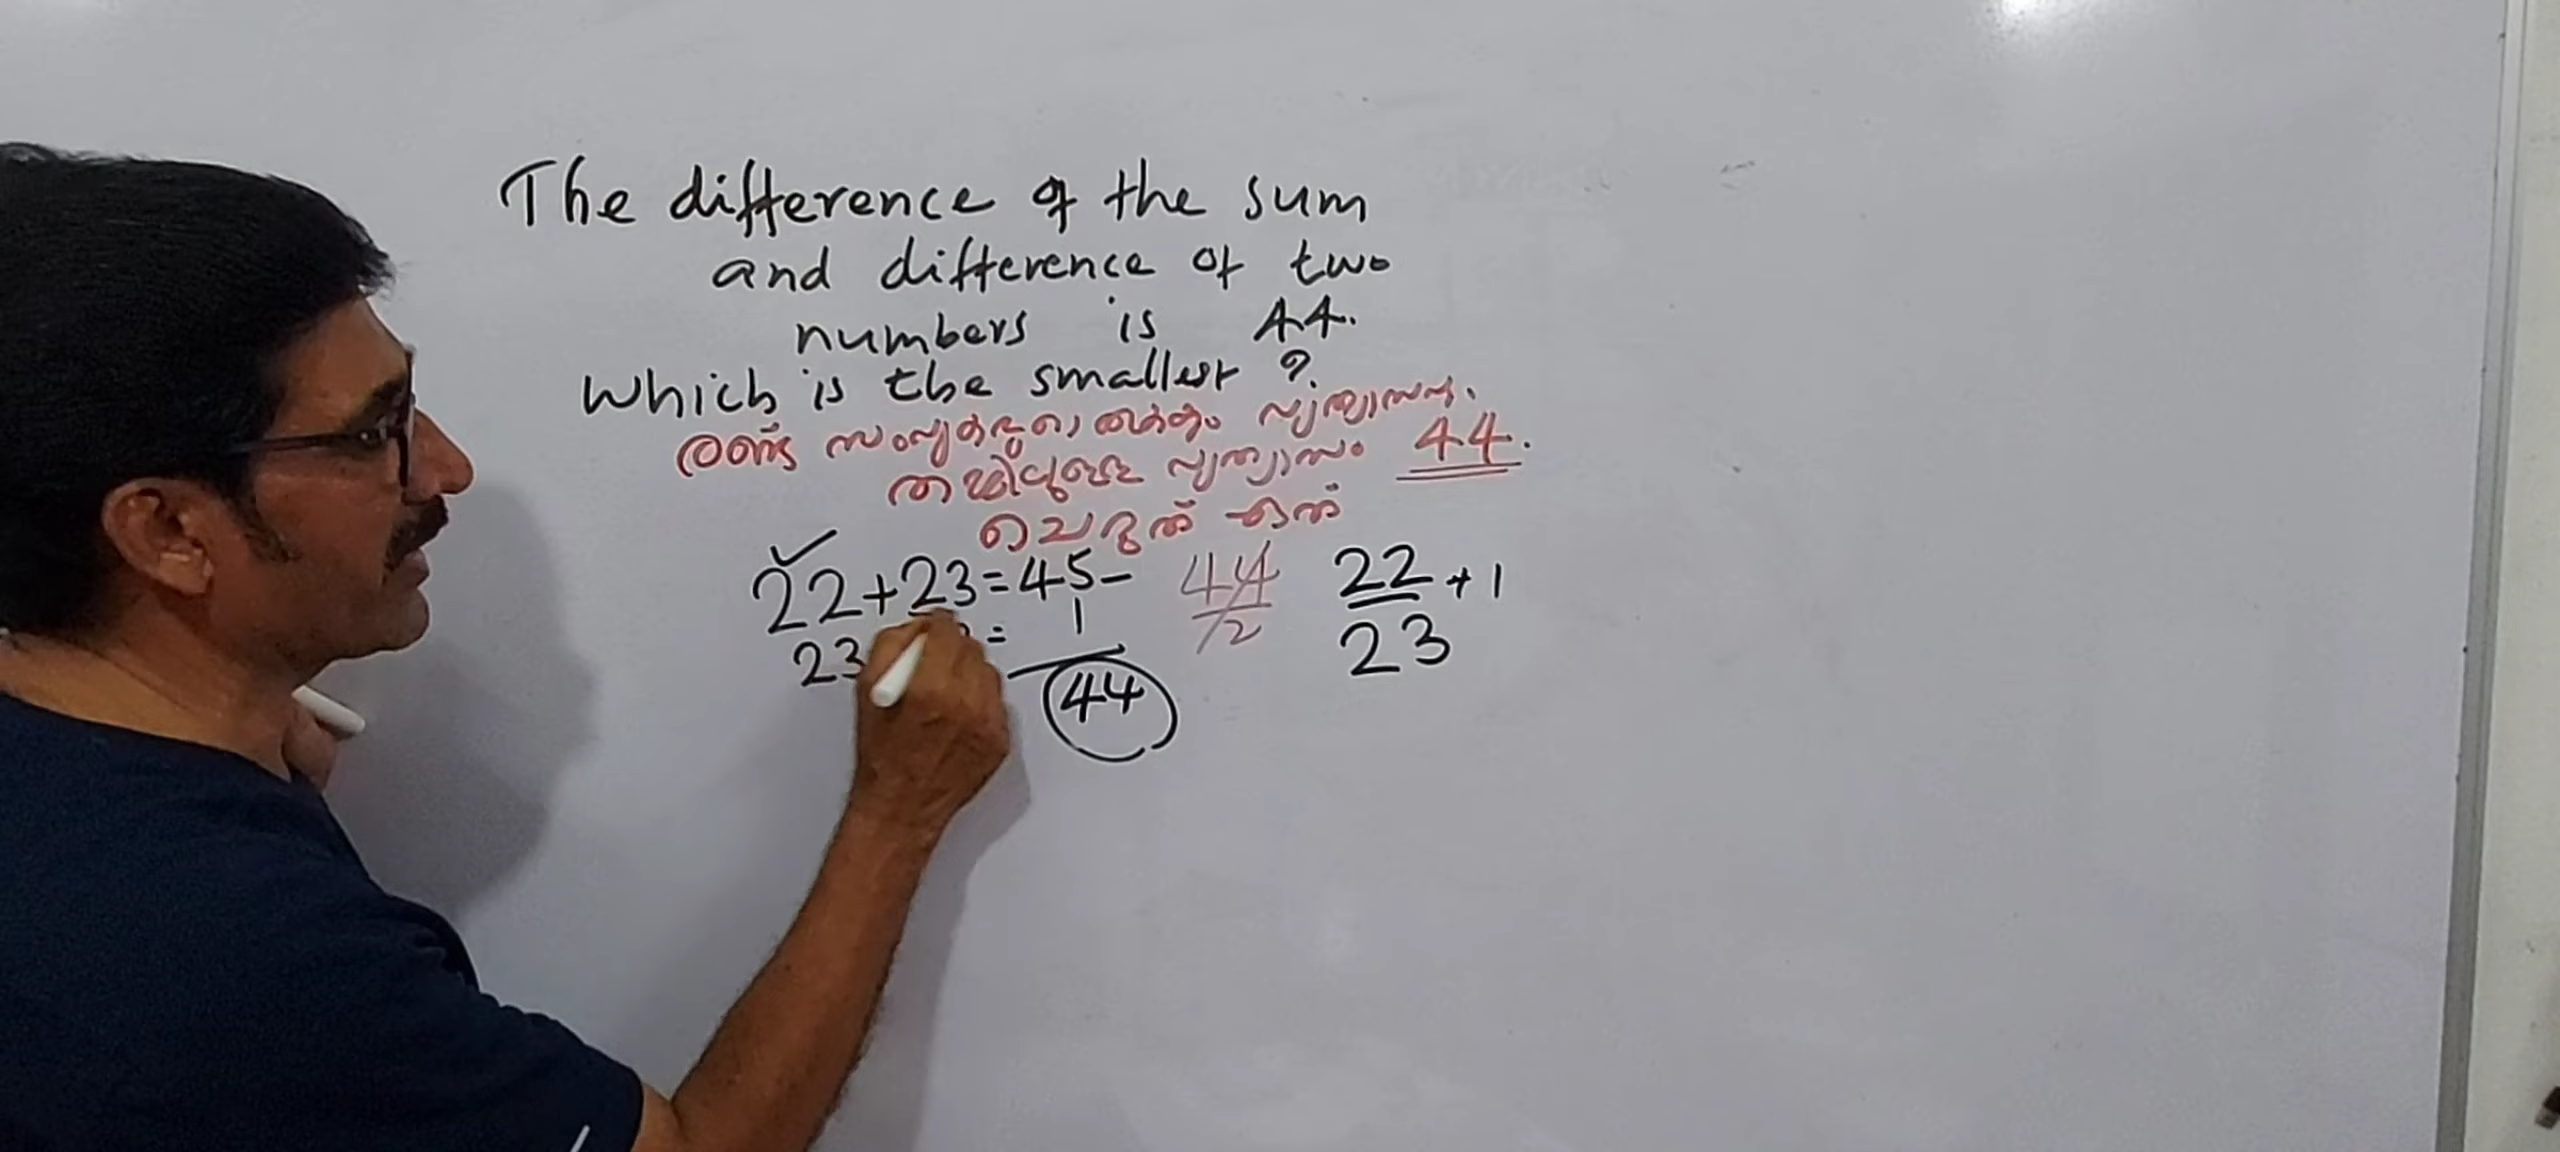 The difference of the sum
and difference of two
numbers is 44.
Which is the smallest ?
രണ്ട് സംഖ്യകളുടെ തുകയും വ്യത്യാസവും
തമ്മിലുള്ള വ്യത്യാസം 44.
ചെറുത് ഏത്
22+23=45- 44/2 22 + 1
23 = 1 23
44